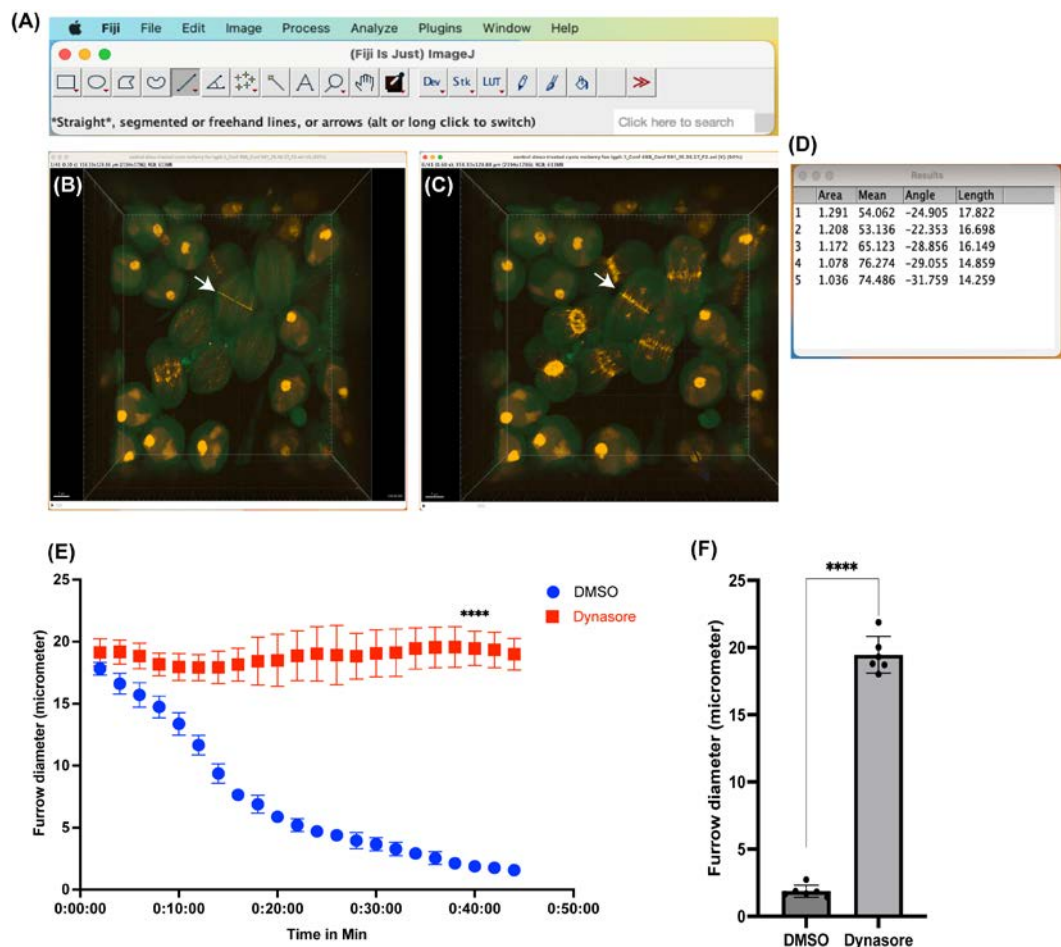 (A)
Fiji File Edit Image Process Analyze Plugins Window Help
(Fiji Is Just) ImageJ
Dev Stk LUT
*Straight*, segmented or freehand lines, or arrows (alt or long click to switch)
Click here to search
(B)
(C)
(D)
Results
Area Mean Angle Length
1 1.291 54.062 −24.905 17.822
2 1.208 53.136 −22.353 16.698
3 1.172 65.123 −28.856 16.149
4 1.078 76.274 −29.055 14.859
5 1.036 74.486 −31.759 14.259
(E)
Furrow diameter (micrometer)
25
20
15
10
5
0
0:00:00 0:10:00 0:20:00 0:30:00 0:40:00 0:50:00
Time in Min
****
DMSO
Dynasore
(F)
Furrow diameter (micrometer)
25
20
15
10
5
0
****
DMSO Dynasore